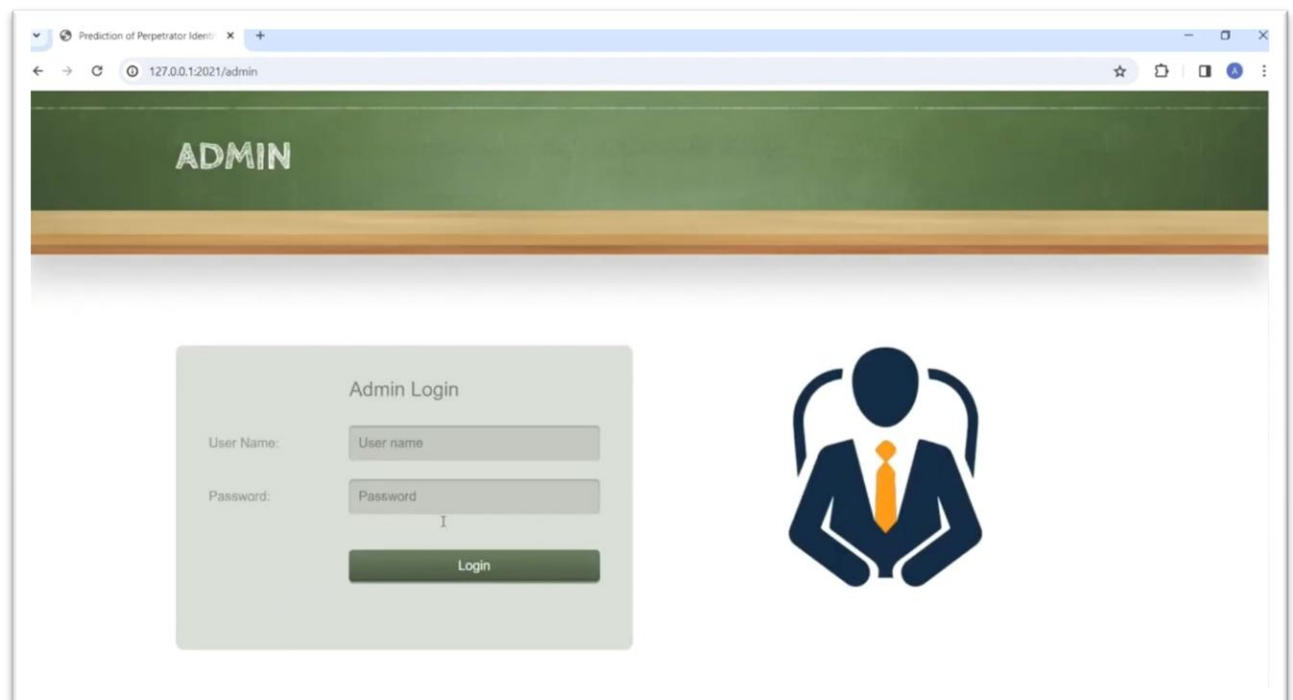 Prediction of Perpetrator Identi
127.0.0.1:2021/admin
ADMIN
Admin Login
User Name: User name
Password: Password
Login